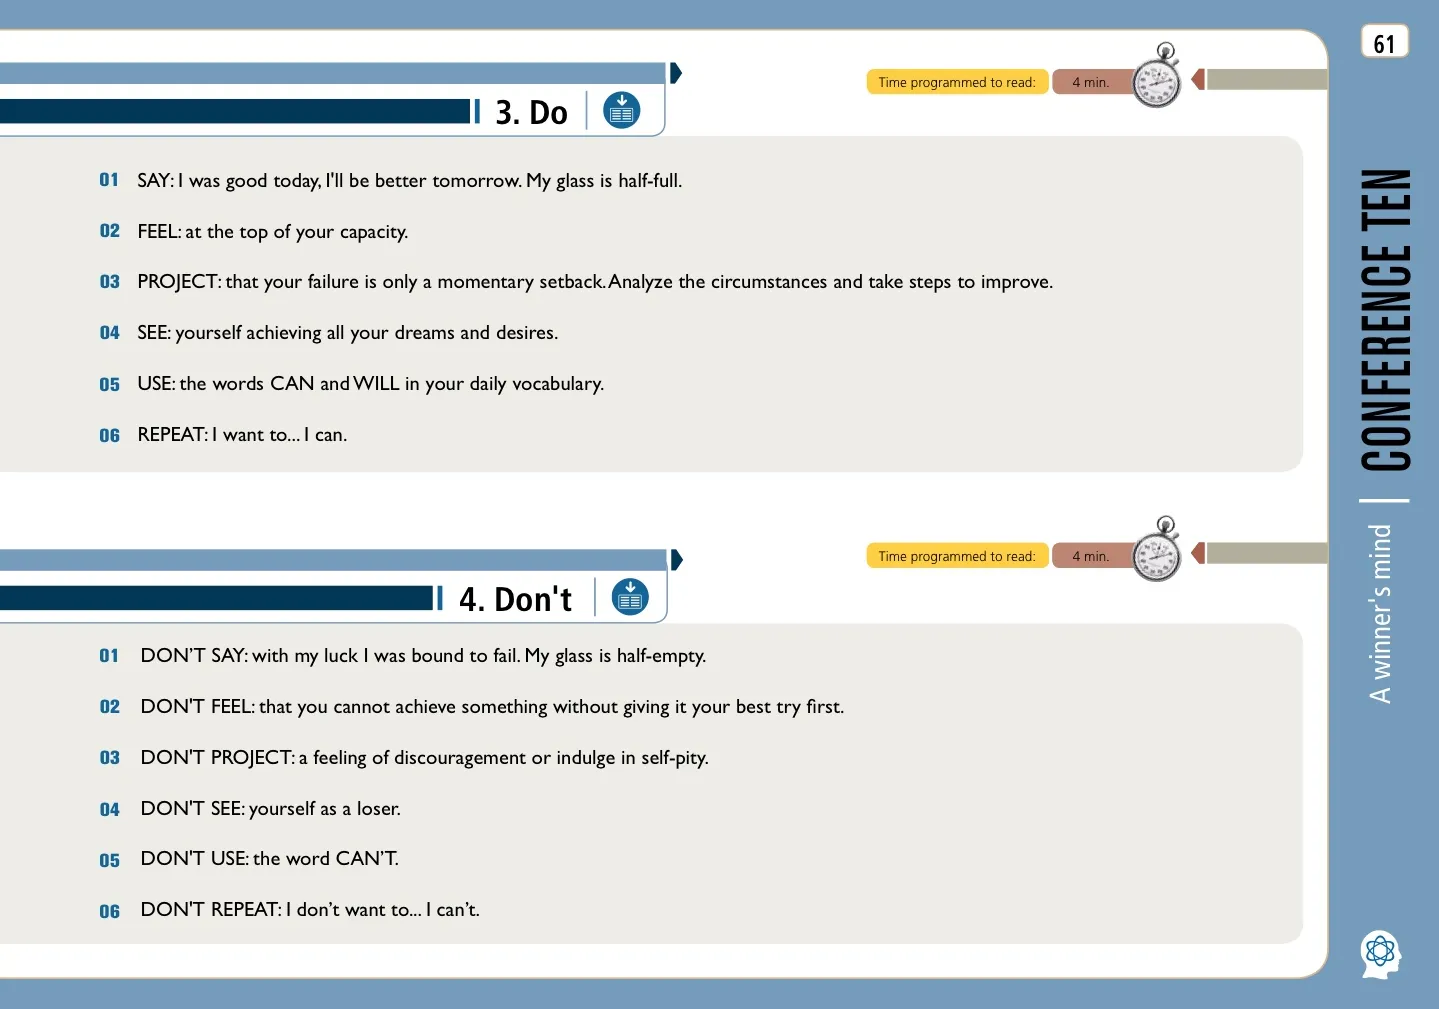 61
Time programmed to read: 4 min.
3. Do
01 SAY: I was good today, I'll be better tomorrow. My glass is half-full.
02 FEEL: at the top of your capacity.
03 PROJECT: that your failure is only a momentary setback. Analyze the circumstances and take steps to improve.
04 SEE: yourself achieving all your dreams and desires.
05 USE: the words CAN and WILL in your daily vocabulary.
06 REPEAT: I want to... I can.
Time programmed to read: 4 min.
4. Don't
01 DON’T SAY: with my luck I was bound to fail. My glass is half-empty.
02 DON'T FEEL: that you cannot achieve something without giving it your best try first.
03 DON'T PROJECT: a feeling of discouragement or indulge in self-pity.
04 DON'T SEE: yourself as a loser.
05 DON'T USE: the word CAN’T.
06 DON'T REPEAT: I don’t want to... I can’t.
A winner's mind | CONFERENCE TEN